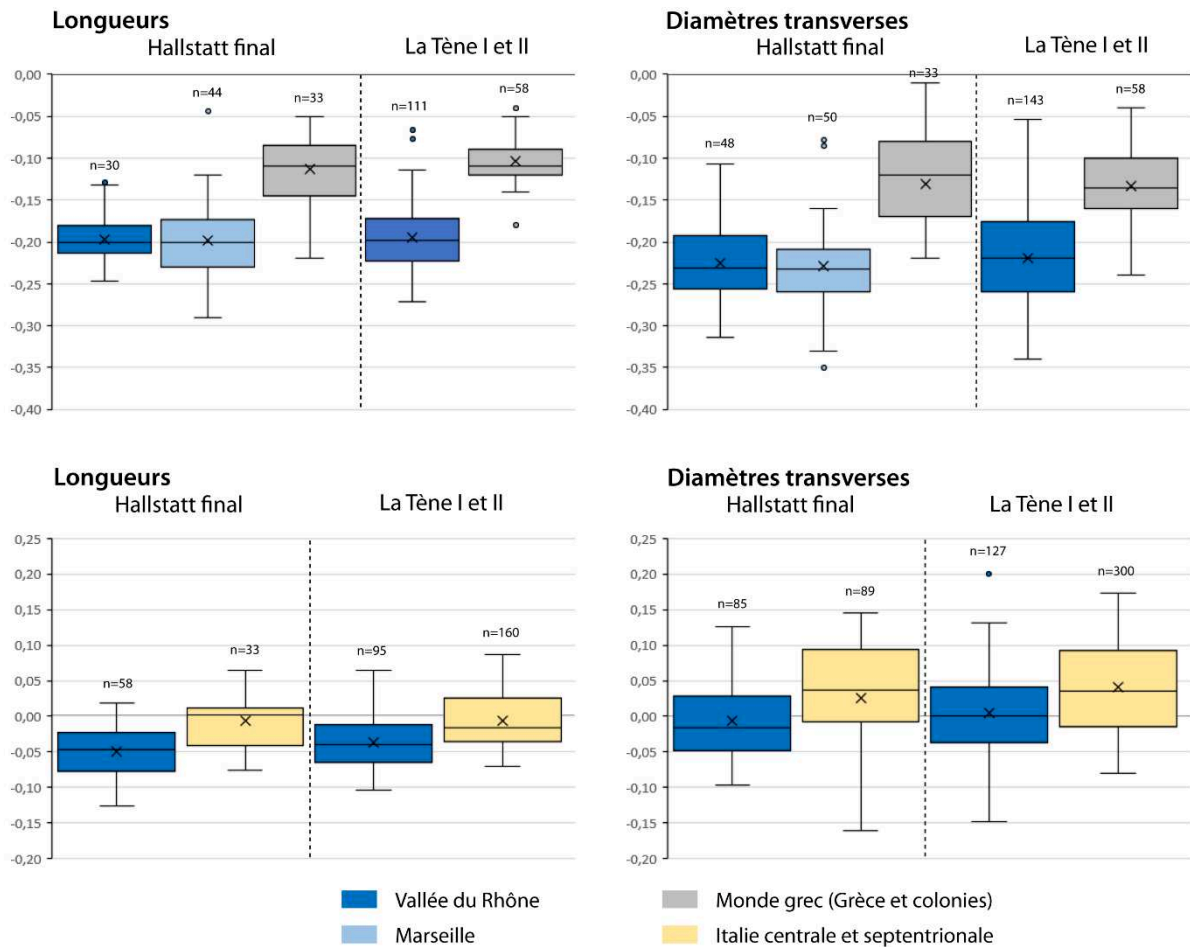 Longueurs
Hallstatt final
La Tène I et II
0,00
-0,05
-0,10
-0,15
-0,20
-0,25
-0,30
-0,35
-0,40
n=30
n=44
n=33
n=111
n=58
Diamètres transverses
Hallstatt final
La Tène I et II
0,00
-0,05
-0,10
-0,15
-0,20
-0,25
-0,30
-0,35
-0,40
n=48
n=50
n=33
n=143
n=58
Longueurs
Hallstatt final
La Tène I et II
0,25
0,20
0,15
0,10
0,05
0,00
-0,05
-0,10
-0,15
-0,20
n=58
n=33
n=95
n=160
Diamètres transverses
Hallstatt final
La Tène I et II
0,25
0,20
0,15
0,10
0,05
0,00
-0,05
-0,10
-0,15
-0,20
n=85
n=89
n=127
n=300
Vallée du Rhône
Marseille
Monde grec (Grèce et colonies)
Italie centrale et septentrionale